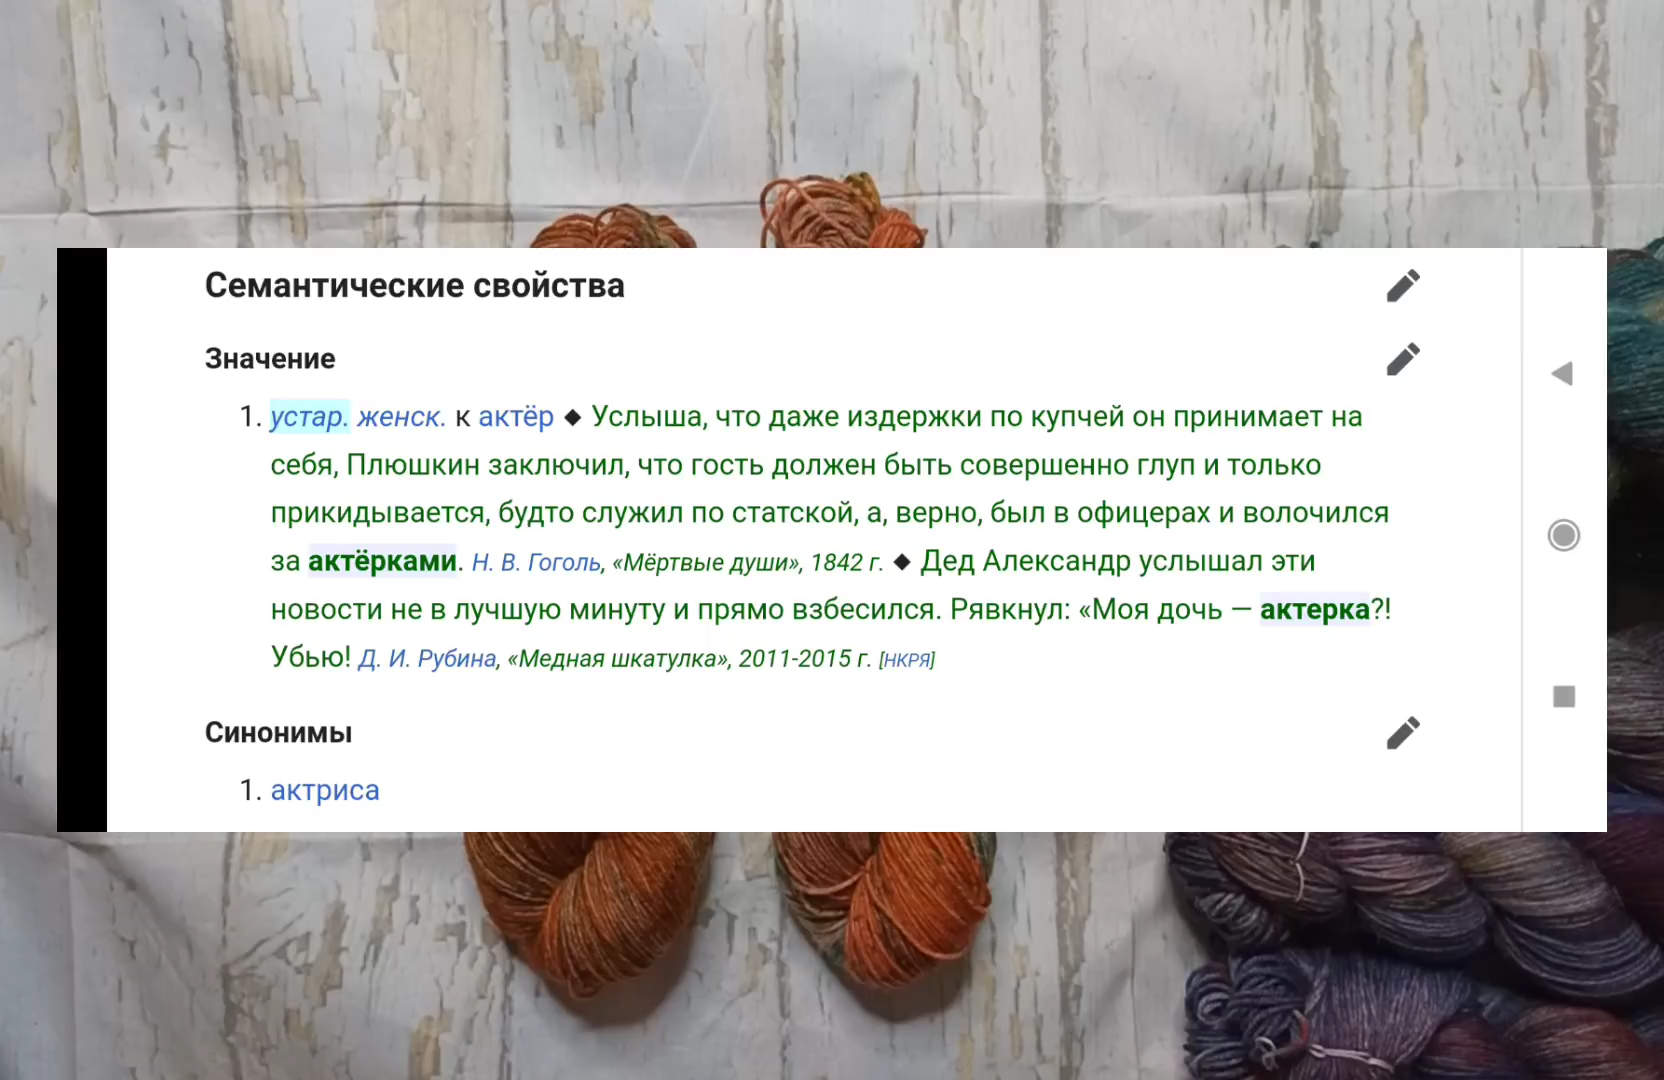 Семантические свойства
Значение
1. устар. женск. к актёр ◆ Услыша, что даже издержки по купчей он принимает на
себя, Плюшкин заключил, что гость должен быть совершенно глуп и только
прикидывается, будто служил по статской, а, верно, был в офицерах и волочился
за актёрками. Н. В. Гоголь, «Мёртвые души», 1842 г. ◆ Дед Александр услышал эти
новости не в лучшую минуту и прямо взбесился. Рявкнул: «Моя дочь — актерка?!
Убью! Д. И. Рубина, «Медная шкатулка», 2011-2015 г. [НКРЯ]
Синонимы
1. актриса